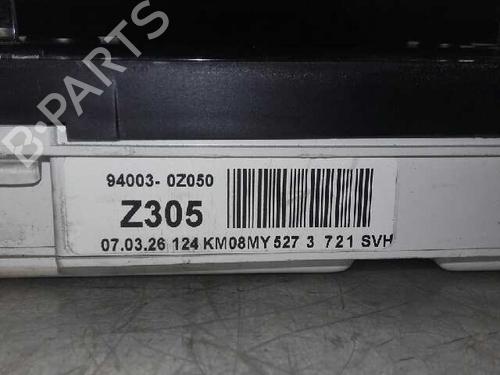 B-PARTS
94003- 0Z050
Z305
07.03.26 124 KM08MY 527 3 721 SVH